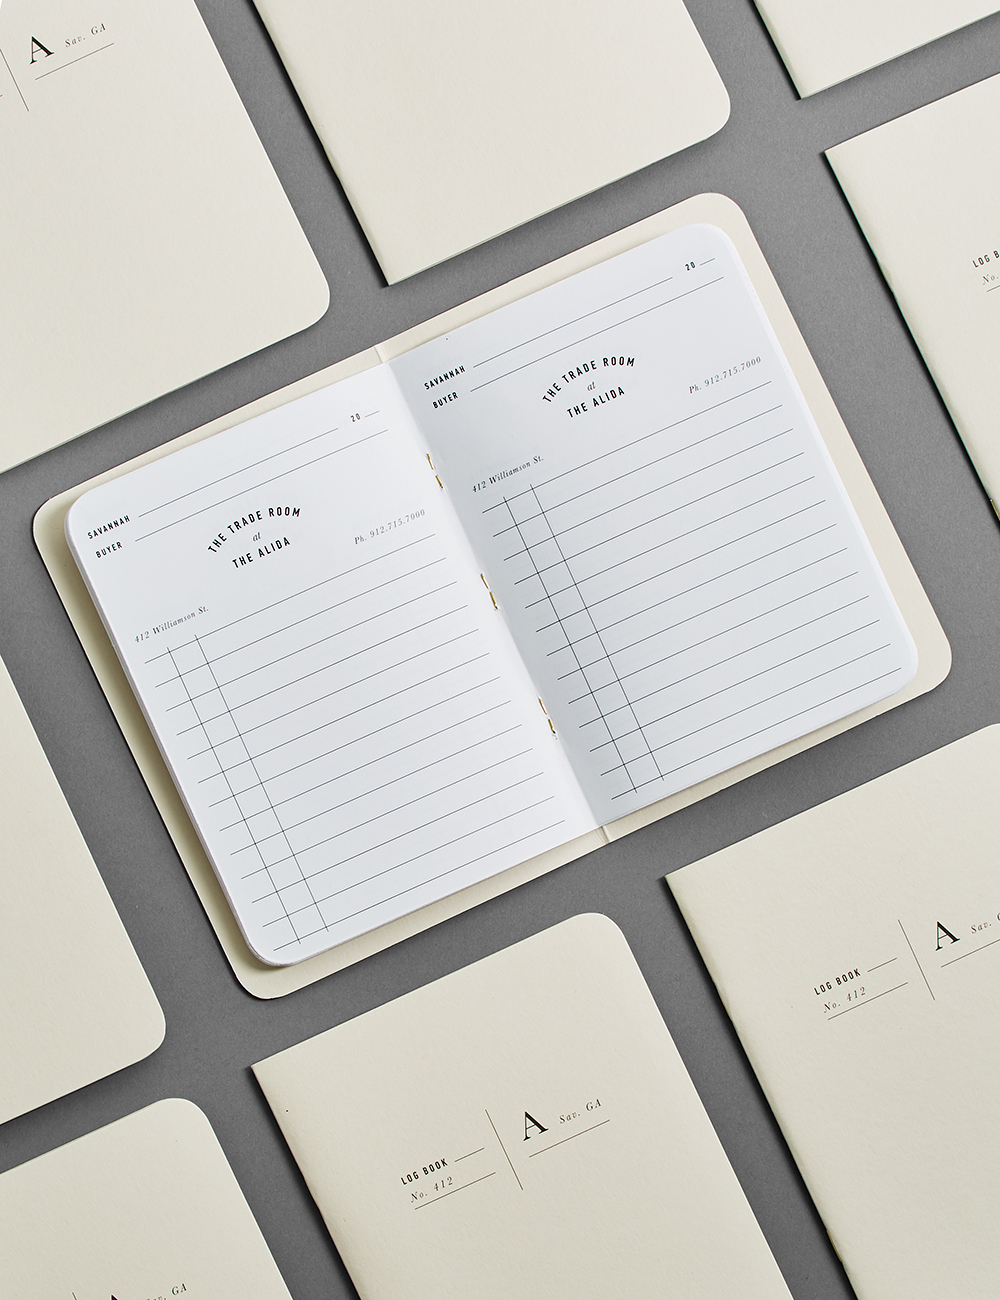 A Sav. GA
LOG B
No.
20
SAVANNAH
BUYER
THE TRADE ROOM
at
THE ALIDA
Ph. 912.715.7000
412 Williamson St.
20
SAVANNAH
BUYER
THE TRADE ROOM
at
THE ALIDA
Ph. 912.715.7000
412 Williamson St.
LOG BOOK
No. 412
A Sav. G
LOG BOOK
No. 412
A Sav. GA
A Sav. GA